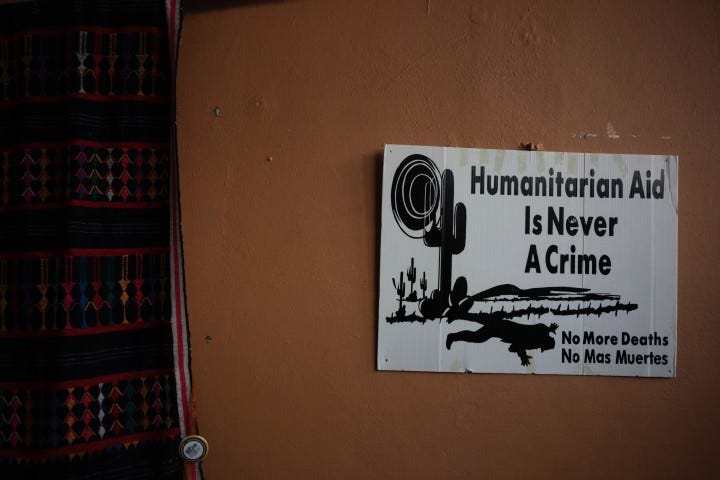 Humanitarian Aid
Is Never
A Crime
No More Deaths
No Mas Muertes